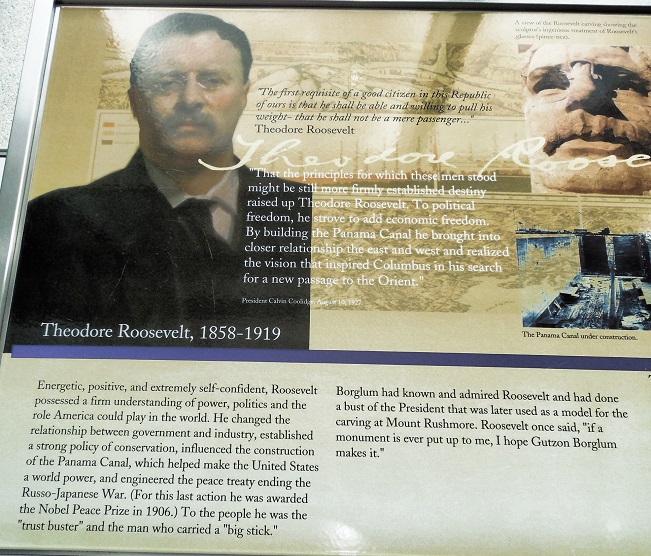 A view of the Roosevelt carving showing the
sculptor's ingenious treatment of Roosevelt's
glasses (pince-nez).
"The first requisite of a good citizen in this Republic
of ours is that he shall be able and willing to pull his
weight- that he shall not be a mere passenger..."
Theodore Roosevelt
Theodore Roose
"That the principles for which these men stood
might be still more firmly established destiny
raised up Theodore Roosevelt. To political
freedom, he strove to add economic freedom.
By building the Panama Canal he brought into
closer relationship the east and west and realized
the vision that inspired Columbus in his search
for a new passage to the Orient."
President Calvin Coolidge, August 10, 1927
The Panama Canal under construction.
Theodore Roosevelt, 1858-1919
Energetic, positive, and extremely self-confident, Roosevelt
possessed a firm understanding of power, politics and the
role America could play in the world. He changed the
relationship between government and industry, established
a strong policy of conservation, influenced the construction
of the Panama Canal, which helped make the United States
a world power, and engineered the peace treaty ending the
Russo-Japanese War. (For this last action he was awarded
the Nobel Peace Prize in 1906.) To the people he was the
"trust buster" and the man who carried a "big stick."
Borglum had known and admired Roosevelt and had done
a bust of the President that was later used as a model for the
carving at Mount Rushmore. Roosevelt once said, "if a
monument is ever put up to me, I hope Gutzon Borglum
makes it."